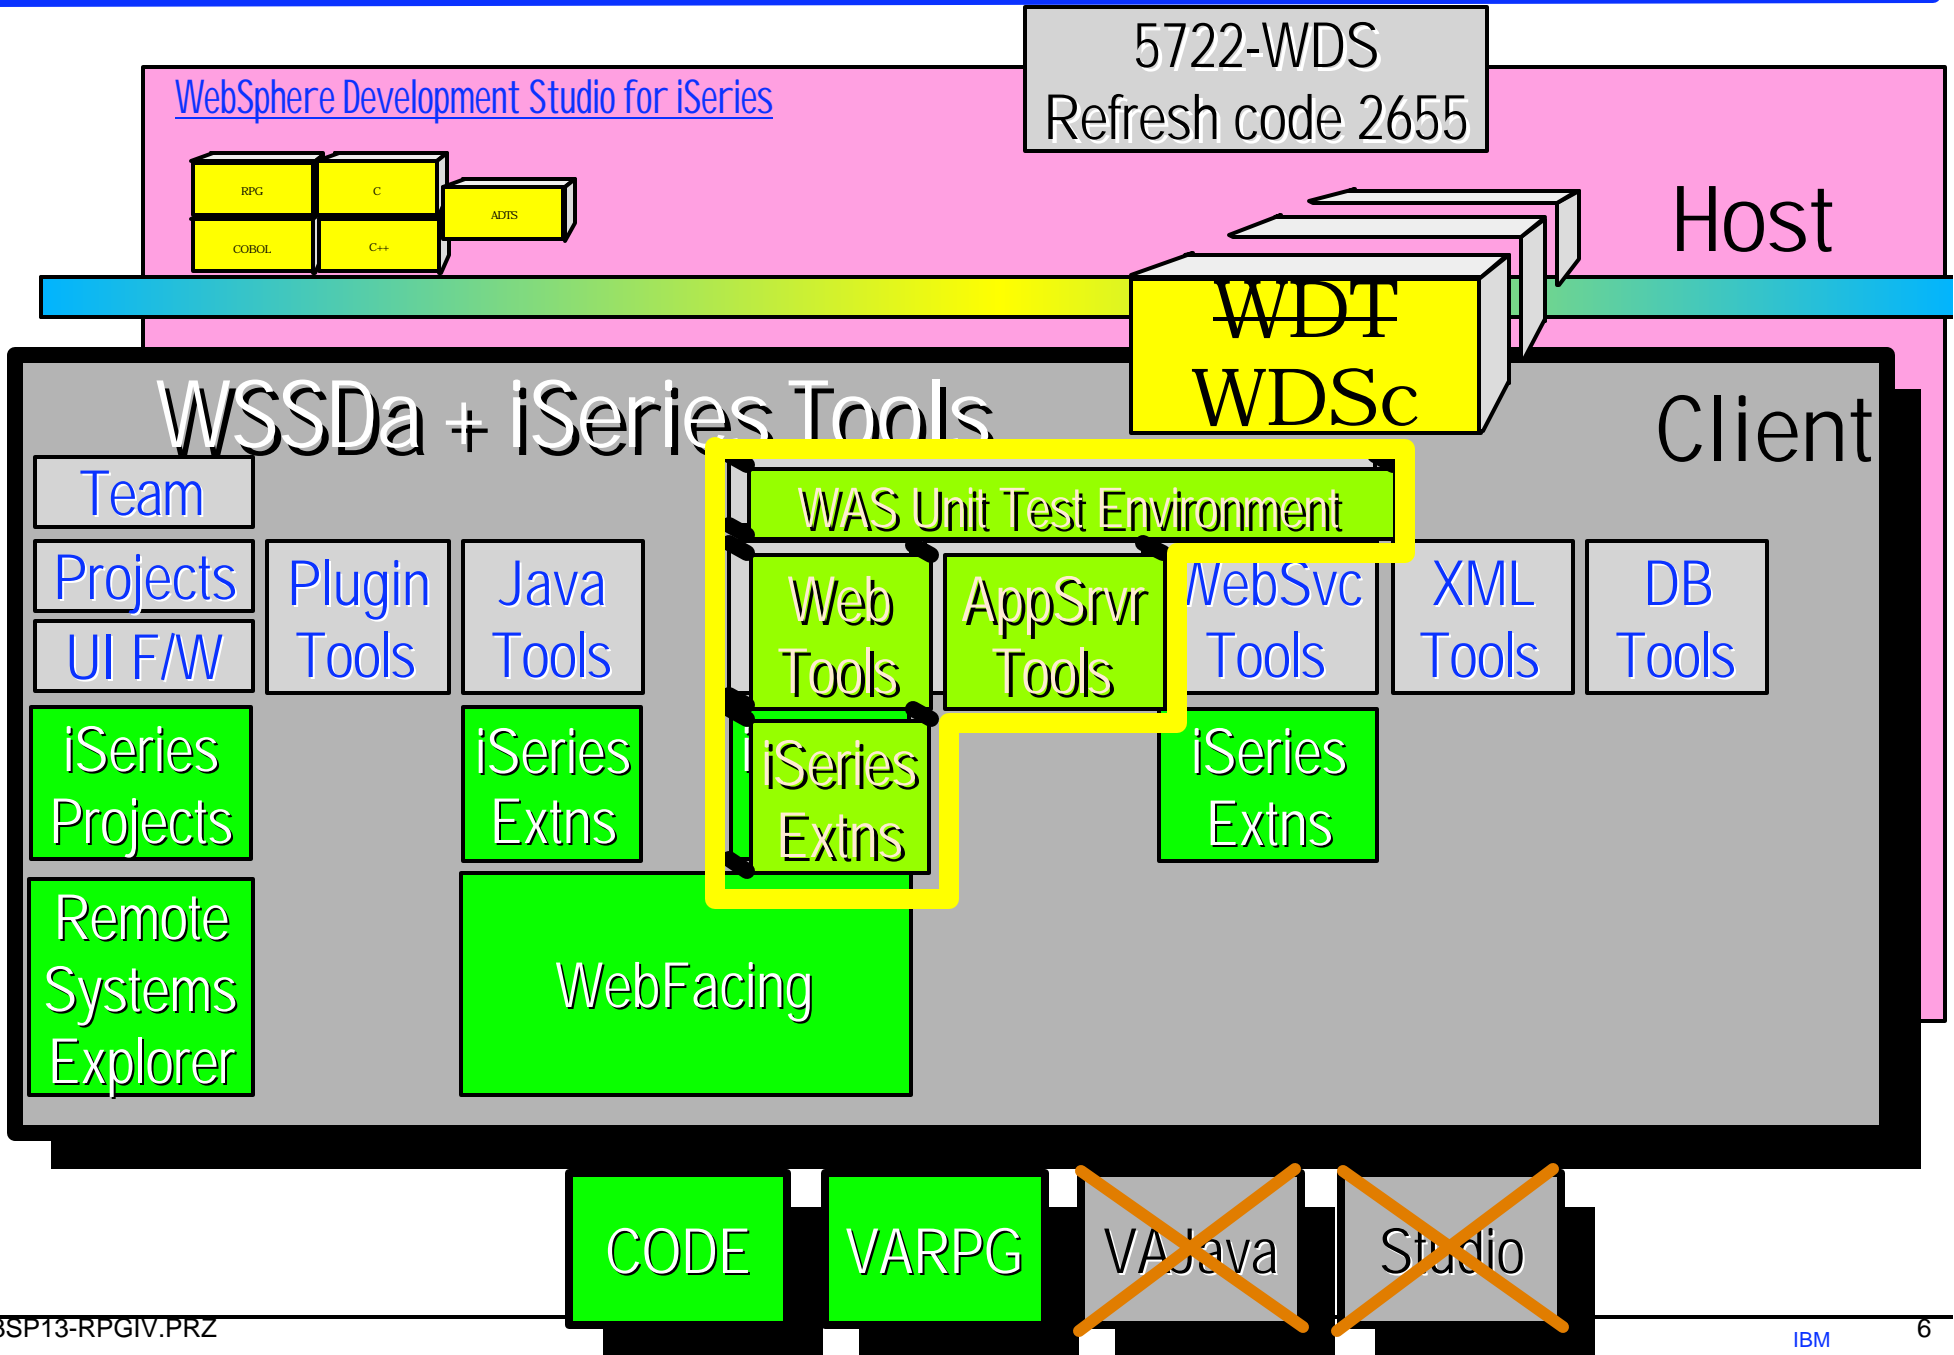 5722-WDS
Refresh code 2655
WebSphere Development Studio for iSeries
RPG
C
ADTS
COBOL
C++
Host
WDT
WDSc
WSSDa + iSeries Tools
Client
Team
WAS Unit Test Environment
Projects
UI F/W
Plugin
Tools
Java
Tools
Web
Tools
AppSrvr
Tools
WebSvc
Tools
XML
Tools
DB
Tools
iSeries
Projects
iSeries
Extns
iSeries
Extns
iSeries
Extns
Remote
Systems
Explorer
WebFacing
CODE
VARPG
VAJava
Studio
SP13-RPGIV.PRZ
IBM
6